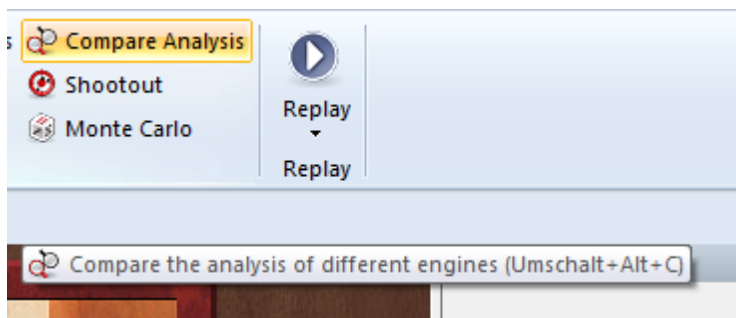 s Compare Analysis
Shootout
Monte Carlo
Replay
Replay
Compare the analysis of different engines (Umschalt+Alt+C)